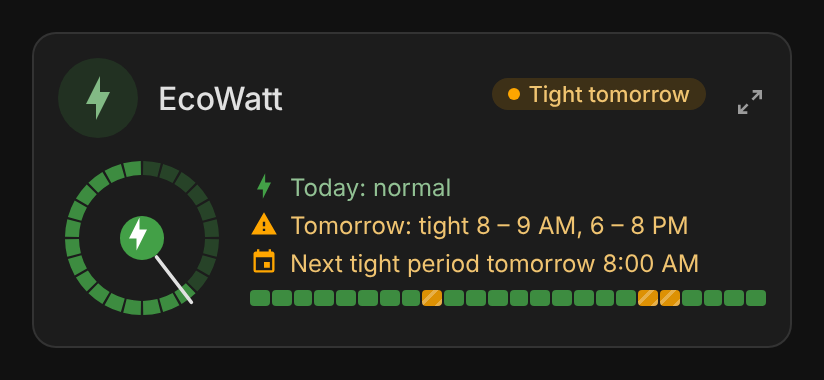 EcoWatt
Tight tomorrow
Today: normal
Tomorrow: tight 8 – 9 AM, 6 – 8 PM
Next tight period tomorrow 8:00 AM